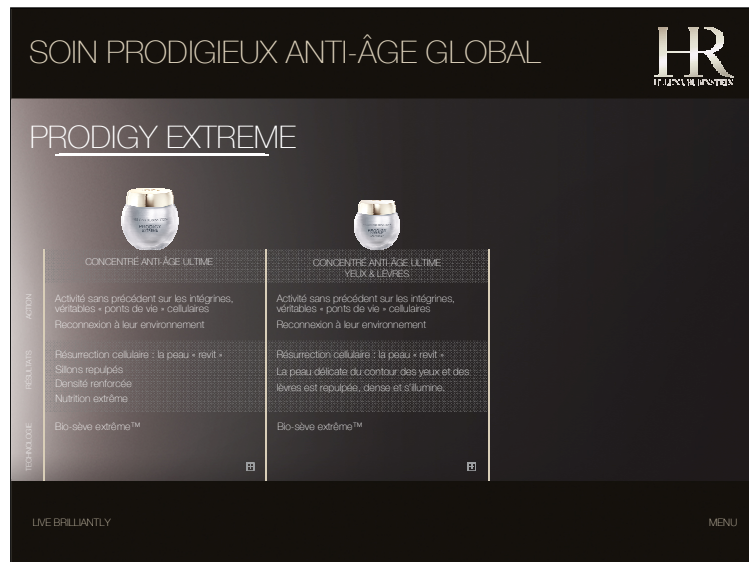 SOIN PRODIGIEUX ANTI-ÂGE GLOBAL
HR
HELENA RUBINSTEIN
PRODIGY EXTREME
PRODIGY
EXTREME
CONCENTRÉ ANTI-ÂGE ULTIME
CONCENTRÉ ANTI-ÂGE ULTIME
YEUX & LÈVRES
ACTION
Activité sans précédent sur les intégrines,
véritables « ponts de vie » cellulaires
Reconnexion à leur environnement
Activité sans précédent sur les intégrines,
véritables « ponts de vie » cellulaires
Reconnexion à leur environnement
RÉSULTATS
Résurrection cellulaire : la peau « revit »
Sillons repulpés
Densité renforcée
Nutrition extrême
Résurrection cellulaire : la peau « revit »
La peau délicate du contour des yeux et des
lèvres est repulpée, dense et s'illumine.
TECHNOLOGIE
Bio-sève extrême™
Bio-sève extrême™
LIVE BRILLIANTLY
MENU